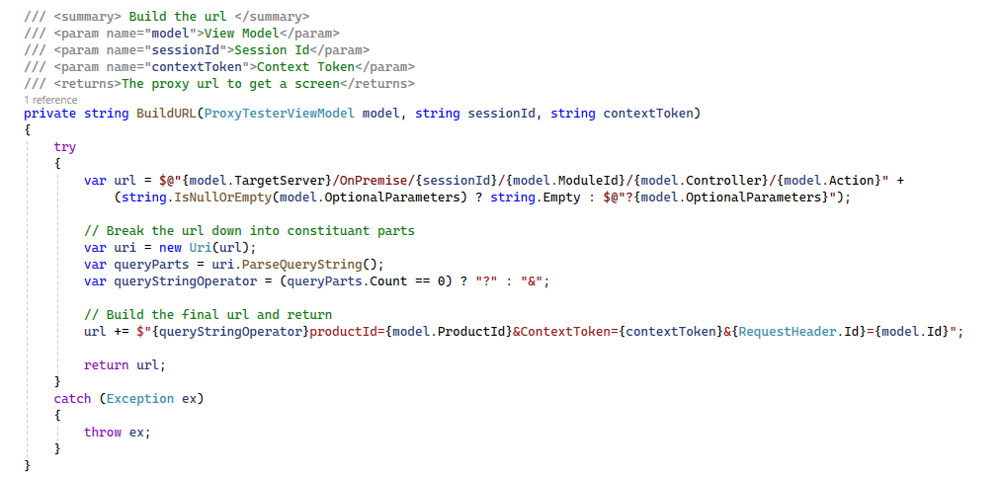 /// <summary> Build the url </summary>
/// <param name="model">View Model</param>
/// <param name="sessionId">Session Id</param>
/// <param name="contextToken">Context Token</param>
/// <returns>The proxy url to get a screen</returns>
1 reference
private string BuildURL(ProxyTesterViewModel model, string sessionId, string contextToken)
{
    try
    {
        var url = $@"{model.TargetServer}/OnPremise/{sessionId}/{model.ModuleId}/{model.Controller}/{model.Action}" +
            (string.IsNullOrEmpty(model.OptionalParameters) ? string.Empty : $@"?{model.OptionalParameters}");

        // Break the url down into constituant parts
        var uri = new Uri(url);
        var queryParts = uri.ParseQueryString();
        var queryStringOperator = (queryParts.Count == 0) ? "?" : "&";

        // Build the final url and return
        url += $"{queryStringOperator}productId={model.ProductId}&ContextToken={contextToken}&{RequestHeader.Id}={model.Id}";

        return url;
    }
    catch (Exception ex)
    {
        throw ex;
    }
}